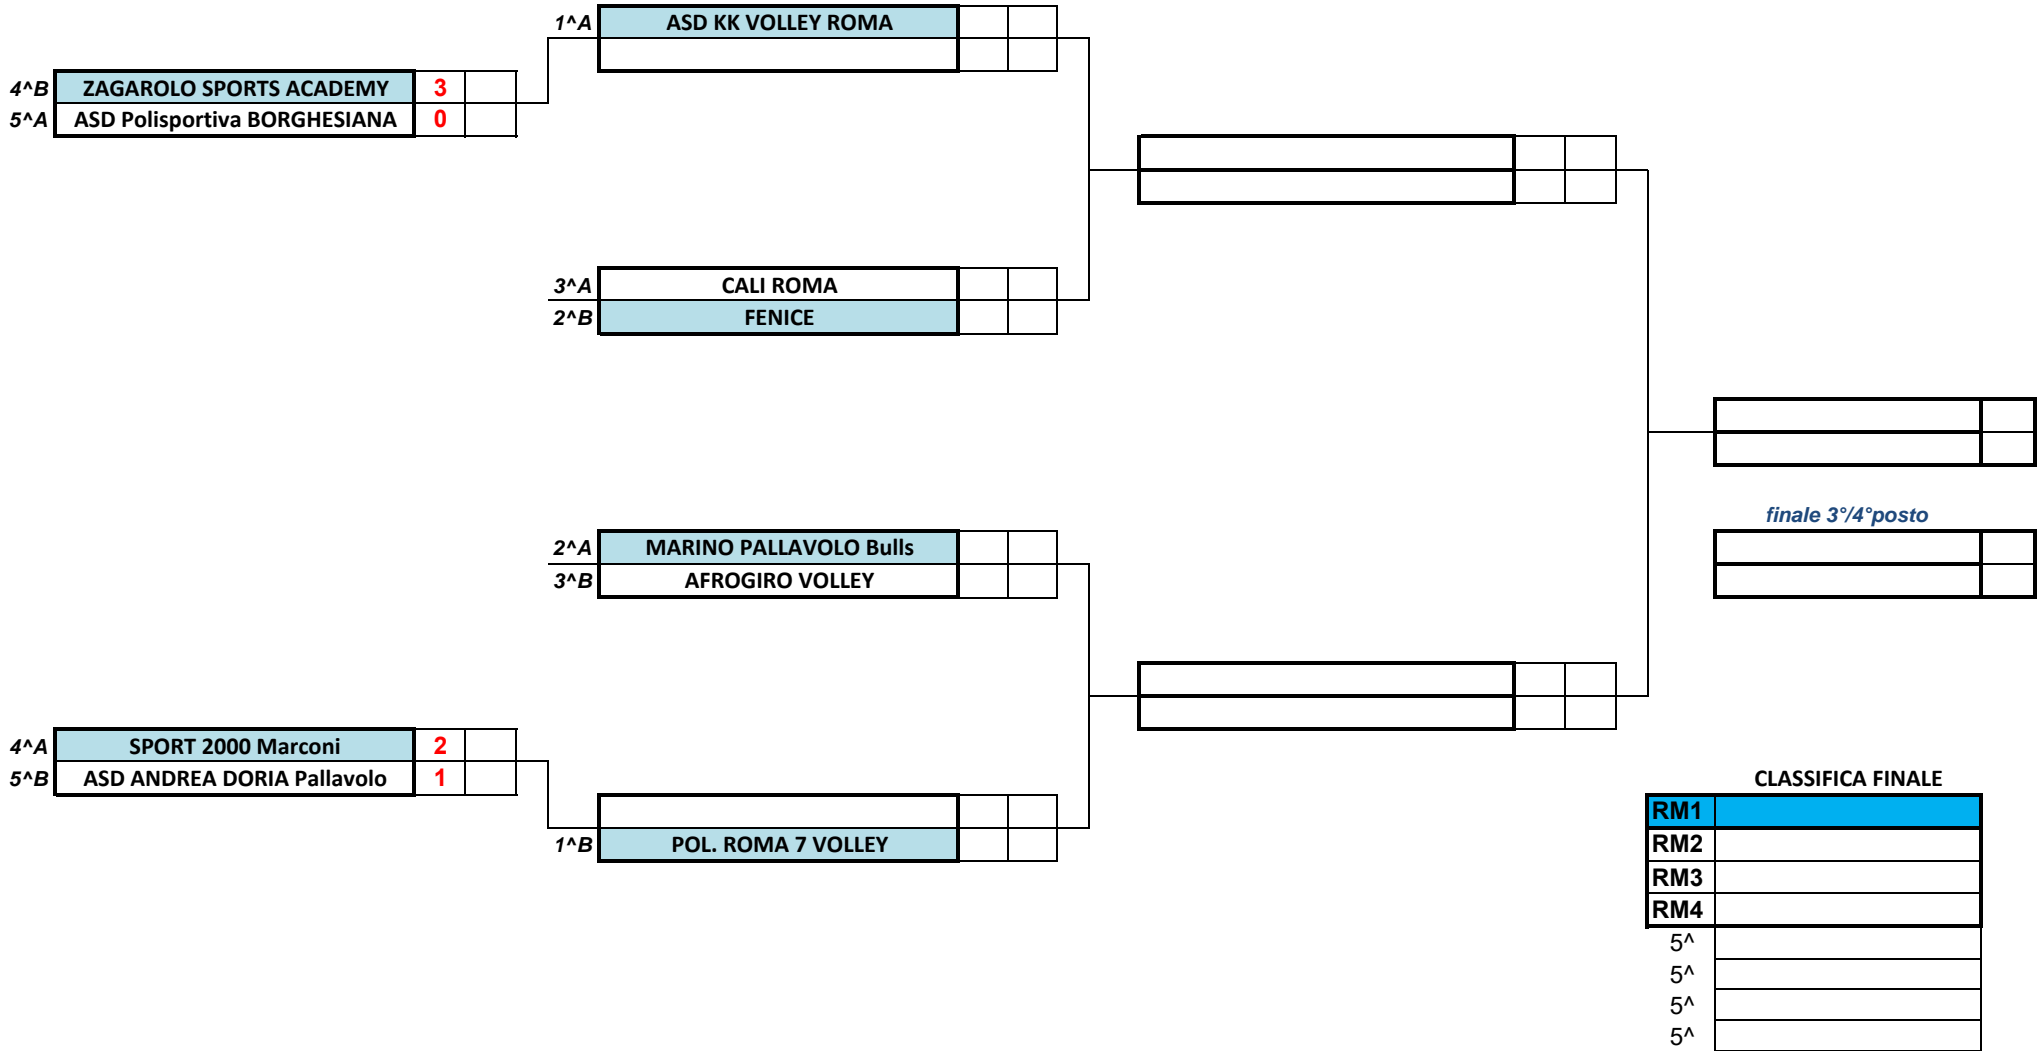 1^A ASD KK VOLLEY ROMA
4^B ZAGAROLO SPORTS ACADEMY 3
5^A ASD Polisportiva BORGHESIANA 0
3^A CALI ROMA
2^B FENICE
finale 3°/4°posto
2^A MARINO PALLAVOLO Bulls
3^B AFROGIRO VOLLEY
4^A SPORT 2000 Marconi 2
5^B ASD ANDREA DORIA Pallavolo 1
1^B POL. ROMA 7 VOLLEY
CLASSIFICA FINALE
RM1
RM2
RM3
RM4
5^
5^
5^
5^